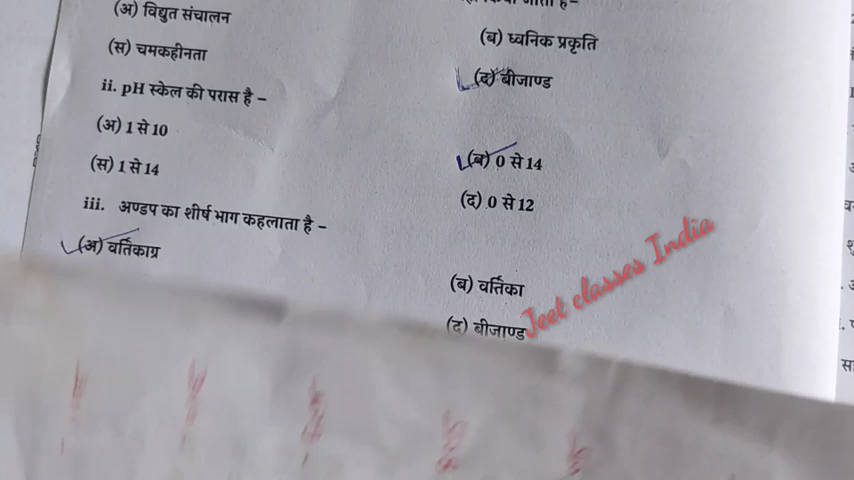 (अ) विद्युत संचालन
(ब) ध्वनिक प्रकृति
(स) चमकहीनता
(द) बीजाण्ड
ii. pH स्केल की परास है –
(अ) 1 से 10
(ब) 0 से 14
(स) 1 से 14
(द) 0 से 12
iii. अण्डप का शीर्ष भाग कहलाता है –
(अ) वर्तिकाग्र
(ब) वर्तिका
(द) बीजाण्ड
Jeet classes India